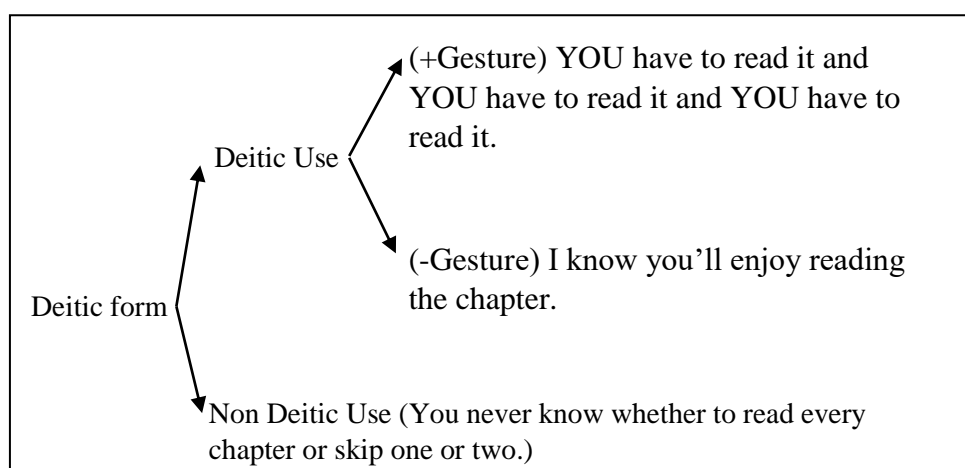 (+Gesture) YOU have to read it and
YOU have to read it and YOU have to
read it.
Deitic Use
(-Gesture) I know you’ll enjoy reading
the chapter.
Deitic form
Non Deitic Use (You never know whether to read every
chapter or skip one or two.)